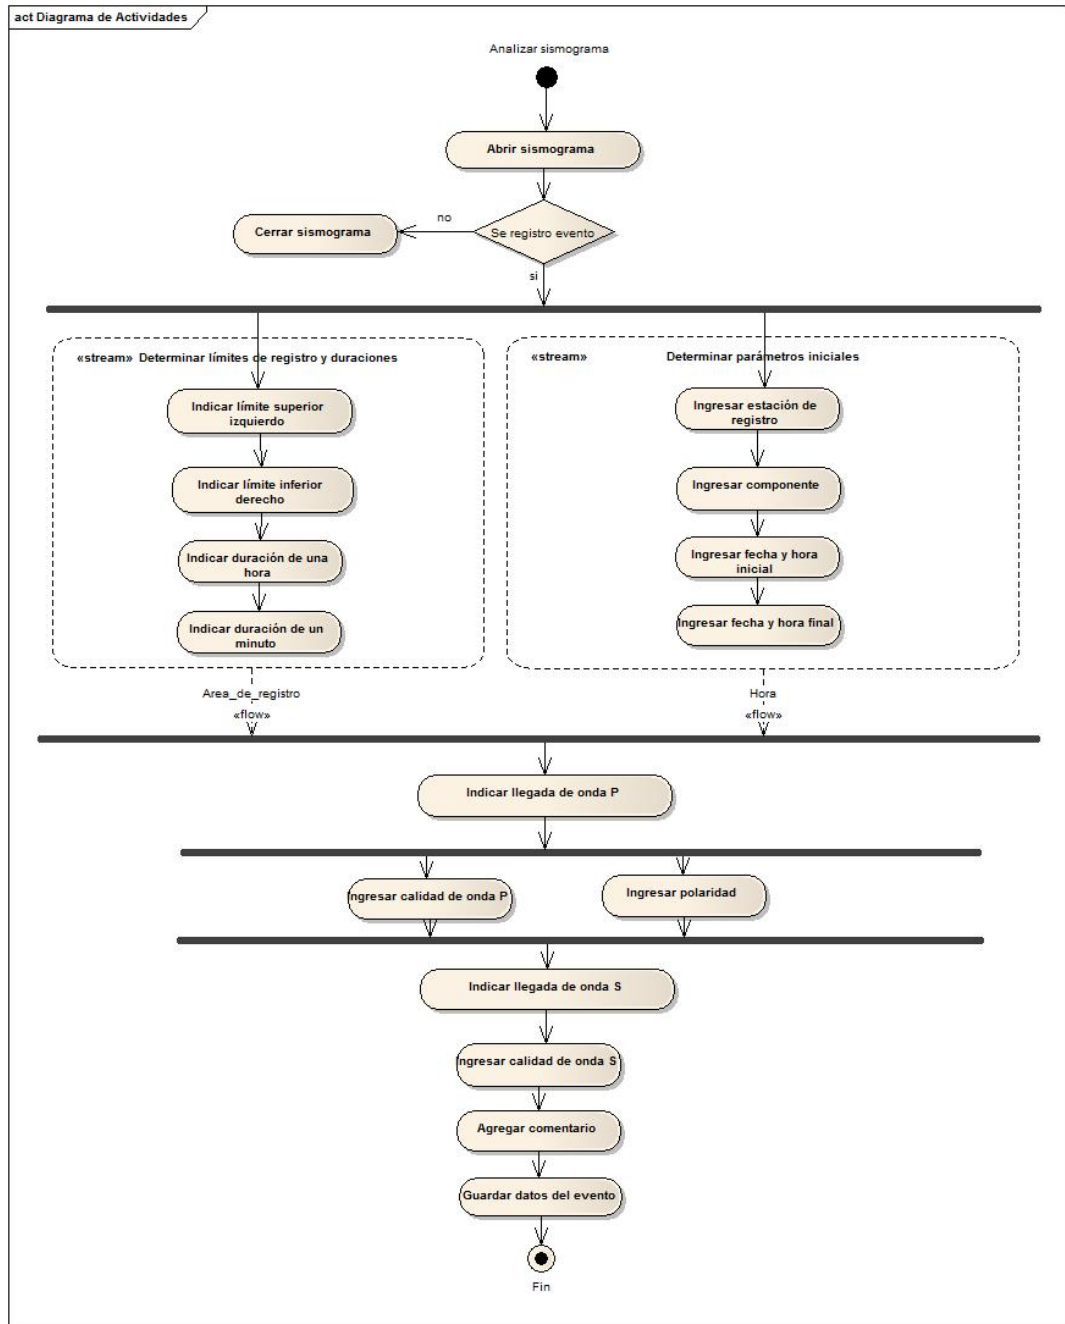 act Diagrama de Actividades
Analizar sismograma
Abrir sismograma
Se registro evento
no
Cerrar sismograma
si
«stream» Determinar límites de registro y duraciones
Indicar límite superior
izquierdo
Indicar límite inferior
derecho
Indicar duración de una
hora
Indicar duración de un
minuto
«stream» Determinar parámetros iniciales
Ingresar estación de
registro
Ingresar componente
Ingresar fecha y hora
inicial
Ingresar fecha y hora final
Area_de_registro
«flow»
Hora
«flow»
Indicar llegada de onda P
Ingresar calidad de onda P
Ingresar polaridad
Indicar llegada de onda S
Ingresar calidad de onda S
Agregar comentario
Guardar datos del evento
Fin